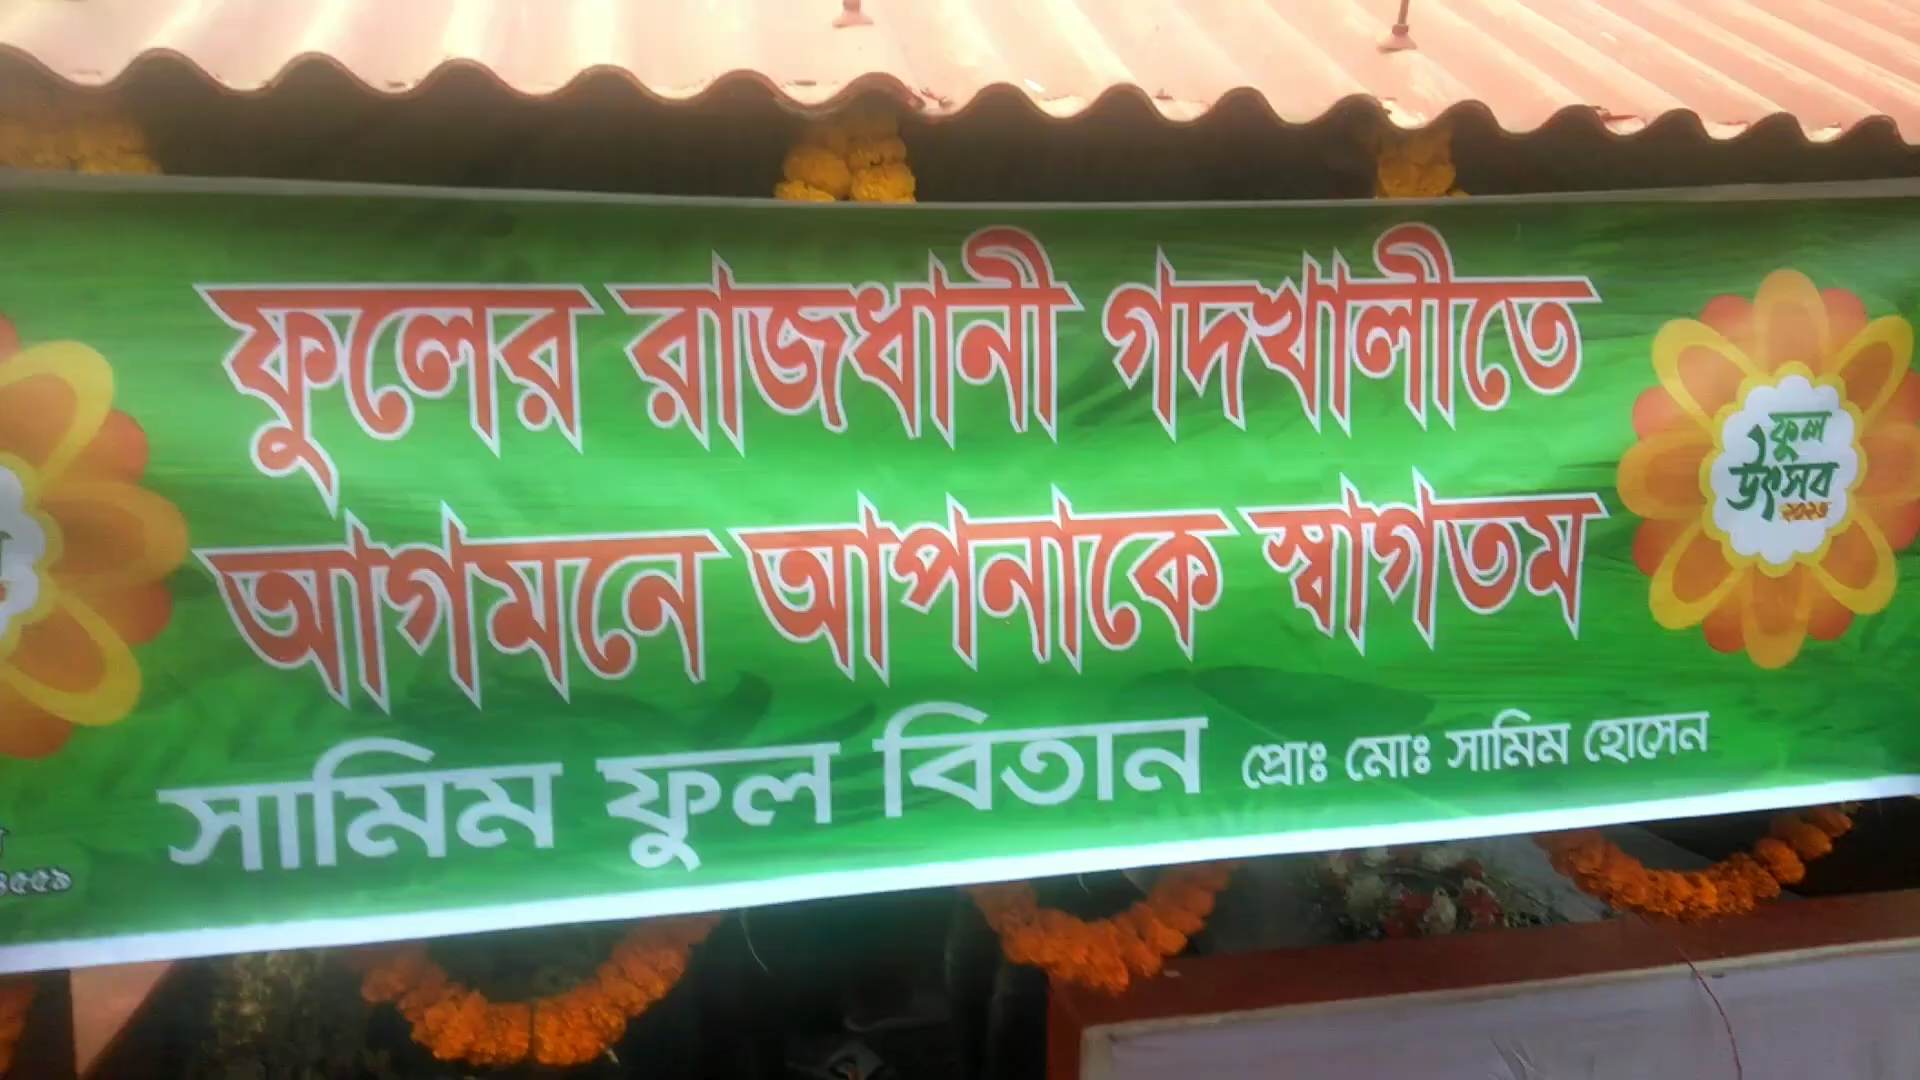 ফুলের রাজধানী গদখালীতে
আগমনে আপনাকে স্বাগতম
সামিম ফুল বিতান প্রোঃ মোঃ সামিম হোসেন
ফুল
উৎসব